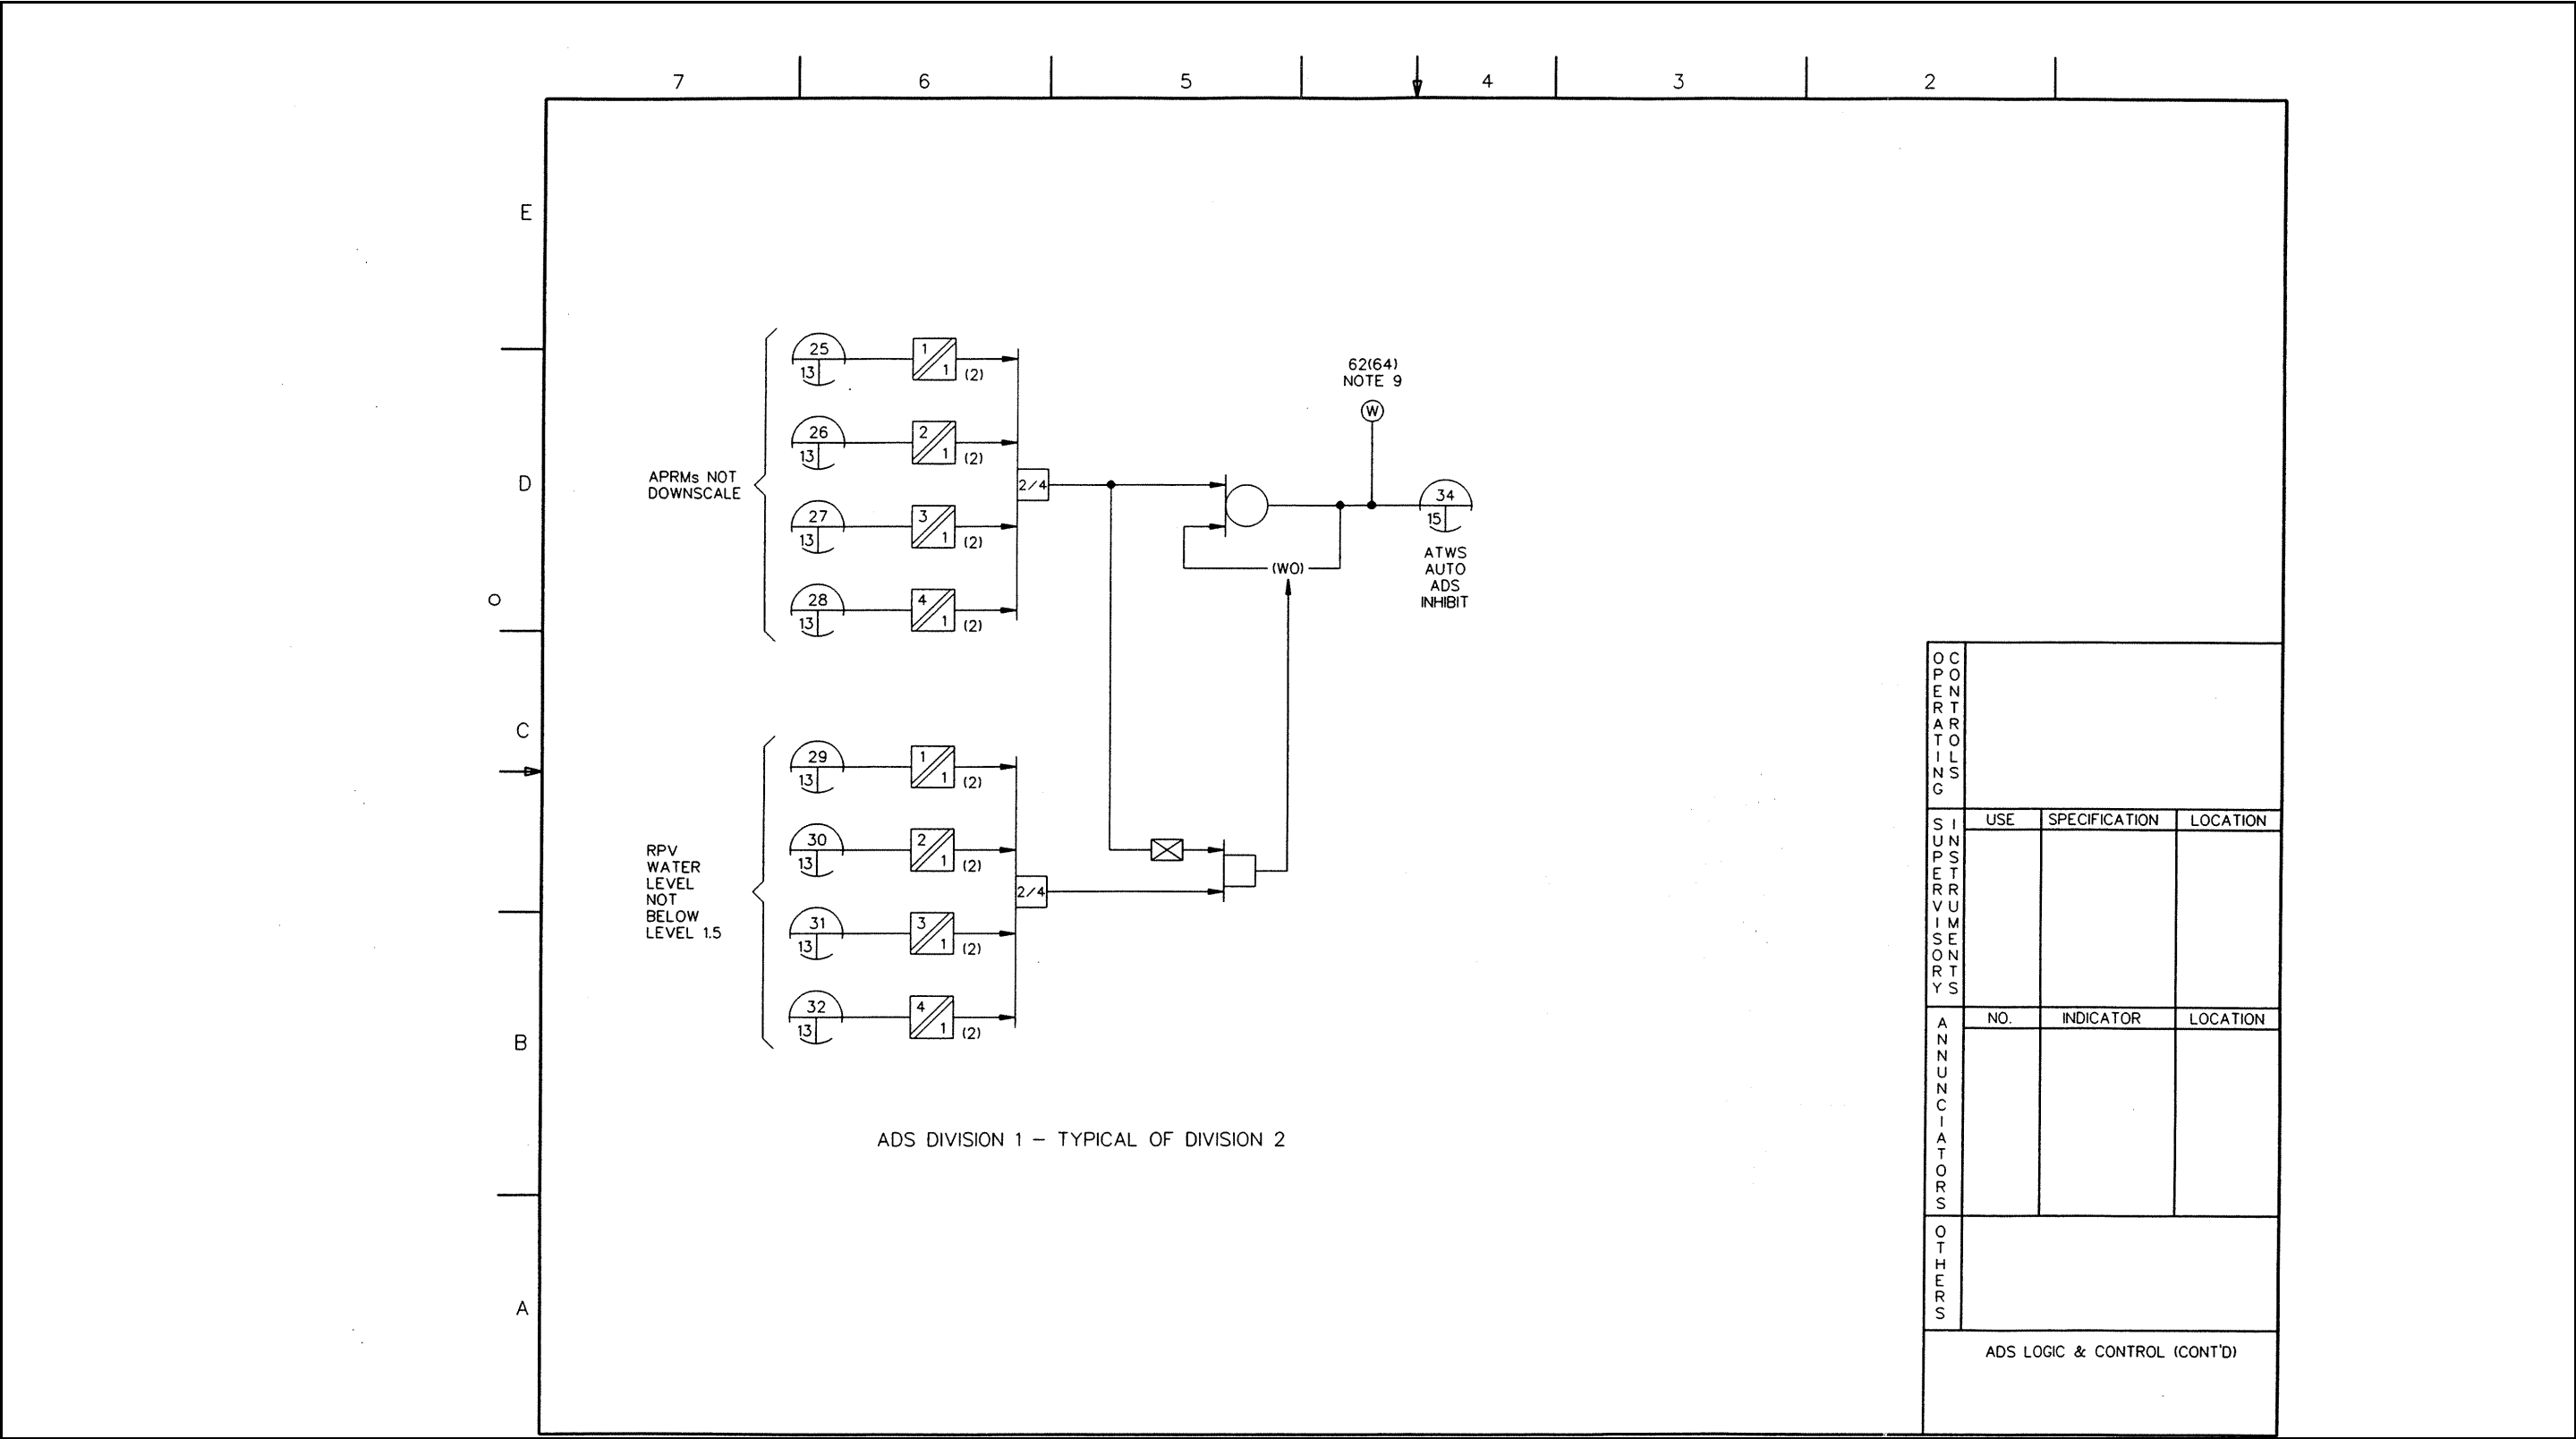 7 6 5 4 3 2
E
D
O
C
B
A
25
13
1
1
(2)
26
13
2
1
(2)
27
13
3
1
(2)
28
13
4
1
(2)
APRMs NOT
DOWNSCALE
2/4
62(64)
NOTE 9
W
34
15
ATWS
AUTO
ADS
INHIBIT
(WO)
29
13
1
1
(2)
30
13
2
1
(2)
31
13
3
1
(2)
32
13
4
1
(2)
RPV
WATER
LEVEL
NOT
BELOW
LEVEL 1.5
2/4
ADS DIVISION 1 – TYPICAL OF DIVISION 2
OPERATING
CONTROLS
SUPERVISORY
INSTRUMENTS
USE SPECIFICATION LOCATION
ANNUNCIATORS
NO. INDICATOR LOCATION
OTHERS
ADS LOGIC & CONTROL (CONT'D)